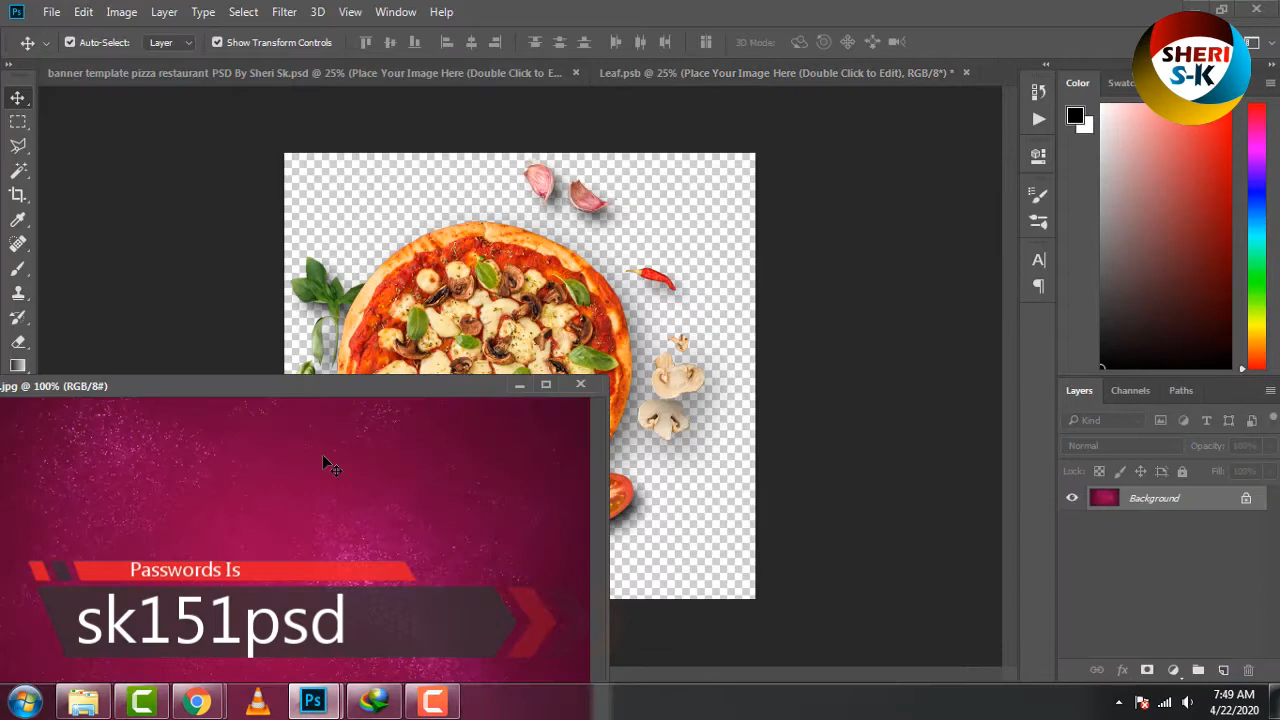 Ps File Edit Image Layer Type Select Filter 3D View Window Help
Auto-Select: Layer Show Transform Controls 3D Mode:
SHERI
S-K
banner template pizza restaurant PSD By Sheri Sk.psd @ 25% (Place Your Image Here (Double Click to E... × Leaf.psb @ 25% (Place Your Image Here (Double Click to Edit), RGB/8*) * ×
Color Swatc
Layers Channels Paths
Kind
Normal Opacity: 100%
Lock: Fill: 100%
Background
.jpg @ 100% (RGB/8#)
Passwords Is
sk151psd
Ps
7:49 AM
4/22/2020